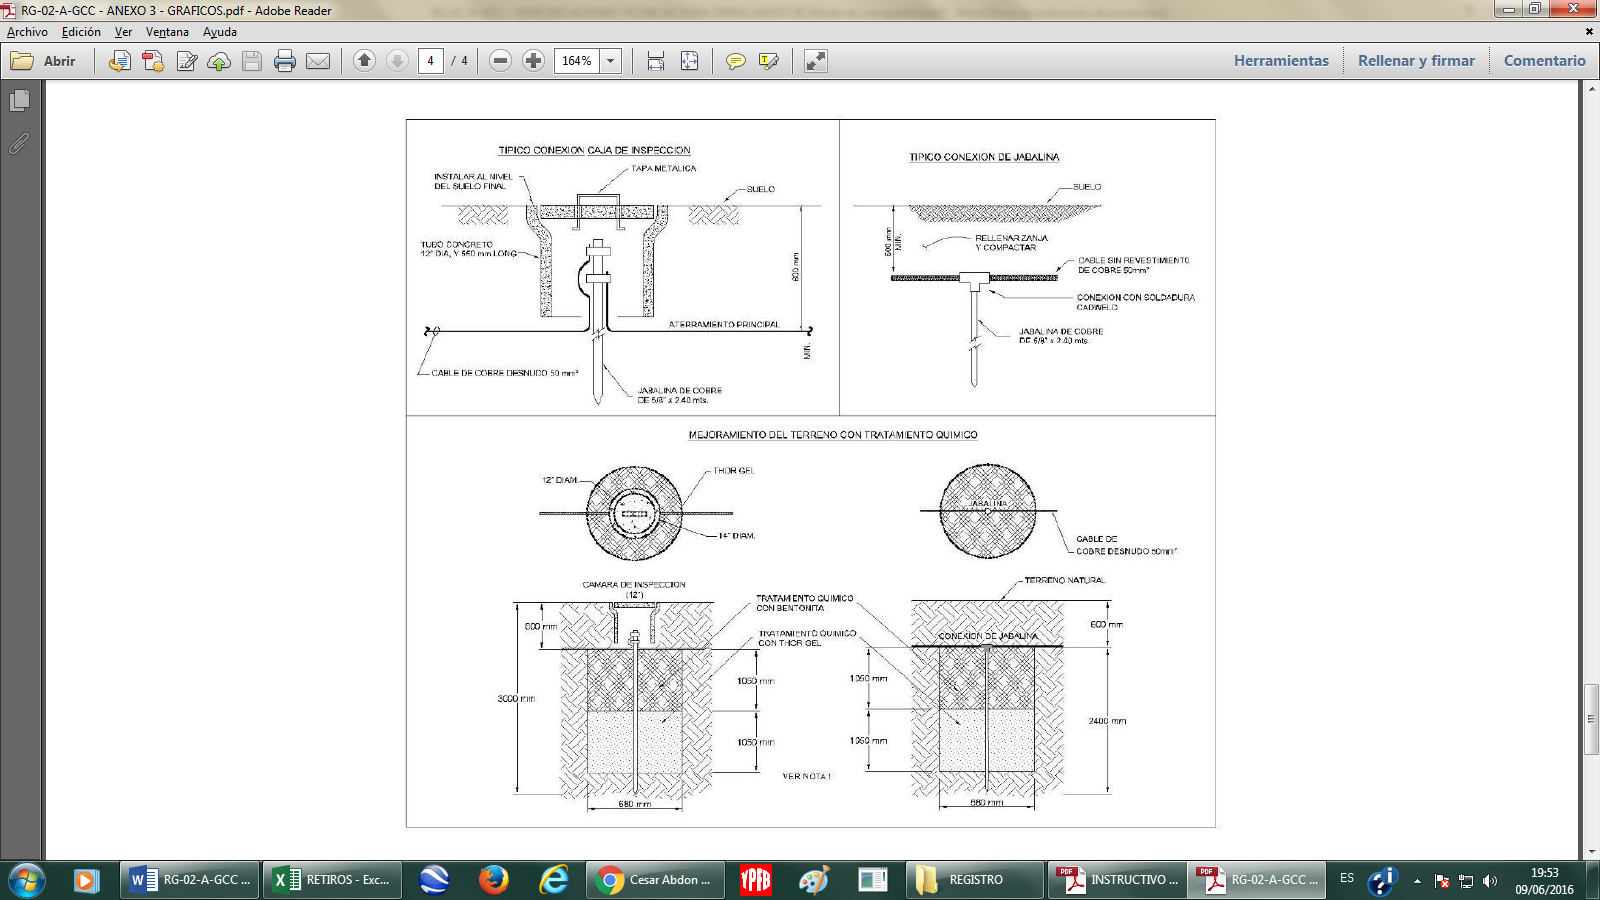 RG-02-A-GCC - ANEXO 3 - GRAFICOS.pdf - Adobe Reader
Archivo Edición Ver Ventana Ayuda
Abrir
4 / 4
164%
Herramientas
Rellenar y firmar
Comentario
TIPICO CONEXION CAJA DE INSPECCION
TAPA METALICA
INSTALAR AL NIVEL
DEL SUELO FINAL
SUELO
TUBO CONCRETO
12" DIA, Y 550 mm LONG
600 mm
MIN.
ATERRAMIENTO PRINCIPAL
CABLE DE COBRE DESNUDO 50 mm²
JABALINA DE COBRE
DE 5/8" x 2.40 mts.
TIPICO CONEXION DE JABALINA
SUELO
MIN.
RELLENAR ZANJA
Y COMPACTAR
CABLE SIN REVESTIMIENTO
DE COBRE 50mm²
CONEXION CON SOLDADURA
CADWELD
JABALINA DE COBRE
DE 5/8" x 2.40 mts.
MEJORAMIENTO DEL TERRENO CON TRATAMIENTO QUIMICO
12" DIAM.
THOR GEL
14" DIAM.
JABALINA
CABLE DE
COBRE DESNUDO 50mm²
CAMARA DE INSPECCION
(12")
TRATAMIENTO QUIMICO
CON BENTONITA
TRATAMIENTO QUIMICO
CON THOR GEL
3000 mm
1050 mm
1050 mm
680 mm
VER NOTA 1
TERRENO NATURAL
CONEXION DE JABALINA
600 mm
1050 mm
1050 mm
2400 mm
680 mm
RG-02-A-GCC ...
RETIROS - Exc...
Cesar Abdon ...
YPFB
REGISTRO
INSTRUCTIVO ...
RG-02-A-GCC ...
ES
19:53
09/06/2016